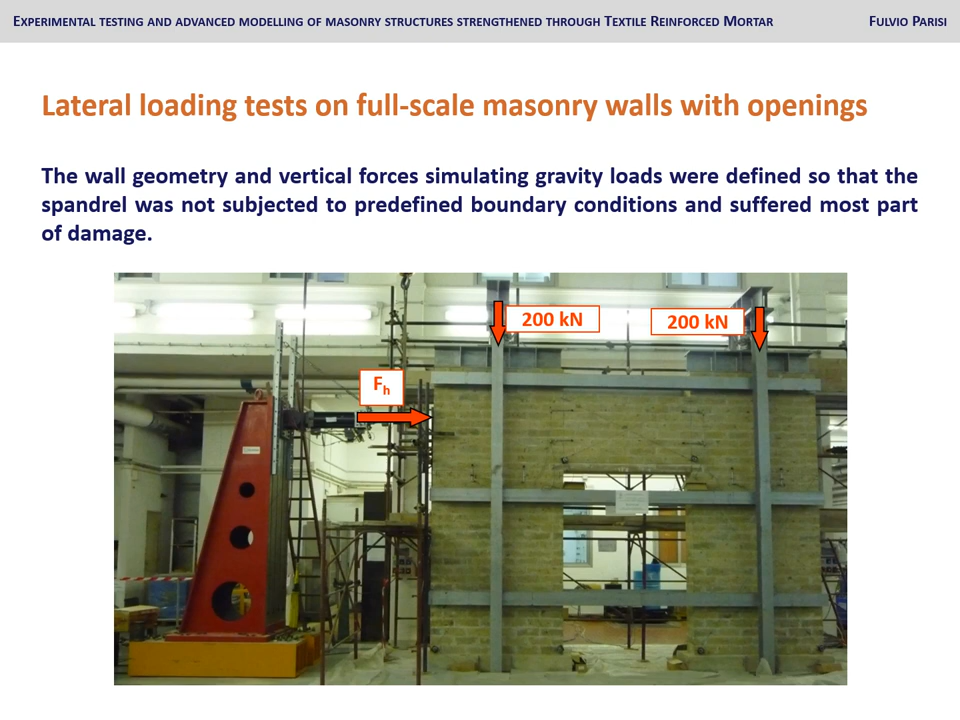 EXPERIMENTAL TESTING AND ADVANCED MODELLING OF MASONRY STRUCTURES STRENGTHENED THROUGH TEXTILE REINFORCED MORTAR FULVIO PARISI
Lateral loading tests on full-scale masonry walls with openings
The wall geometry and vertical forces simulating gravity loads were defined so that the
spandrel was not subjected to predefined boundary conditions and suffered most part
of damage.
200 kN
200 kN
Fh